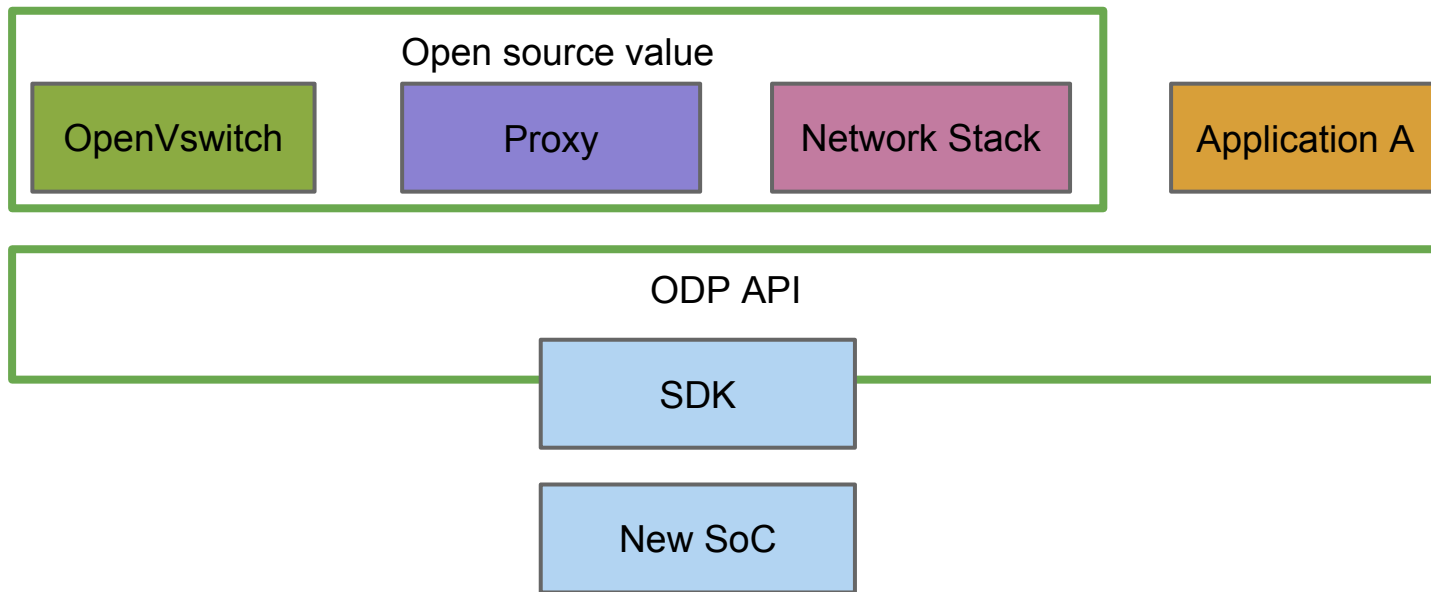 Open source value
OpenVswitch
Proxy
Network Stack
Application A
ODP API
SDK
New SoC